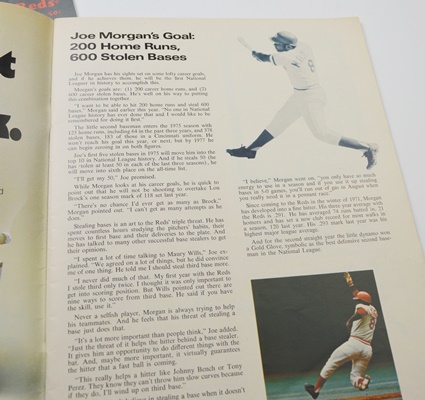 Reds
t
k.
Joe Morgan's Goal:
200 Home Runs,
600 Stolen Bases
Joe Morgan has his sights set on some lofty career goals,
and if he achieves them, he will be the first National
Leaguer in history to accomplish this.
Morgan's goals are: (1) 200 career home runs, and (2)
600 career stolen bases. He's well on his way to putting
this combination together.
"I want to be able to hit 200 home runs and steal 600
bases," Morgan said earlier this year. "No one in National
League history has ever done that and I would like to be
remembered for doing it first."
The little second baseman enters the 1975 season with
123 home runs, including 64 in the past three years, and 378
stolen bases, 183 of those in a Cincinnati uniform. He
won't reach his goal this year, or next, but by 1977 he
can begin zeroing in on both figures.
Joe's first five stolen bases in 1975 will move him into the
top 10 in National League history. And if he steals 50 (he
has stolen at least 50 in each of the last three seasons), he
will move into sixth place on the all-time list.
"I'll get my 50," Joe promised.
While Morgan looks at his career goals, he is quick to
point out that he will not be shooting to overtake Lou
Brock's one season mark of 118 set last year.
"There's no chance I'd ever get as many as Brock,"
Morgan pointed out. "I can't get as many attempts as he
does."
Stealing bases is an art to the Reds' triple threat. He has
spent countless hours studying the pitchers' habits, their
moves to first base and their deliveries to the plate. And
he has talked to many other successful base stealers to get
their opinions.
"I spent a lot of time talking to Maury Wills," Joe ex-
plained. "We agreed on a lot of things, but he did convince
me of one thing. He told me I should steal third base more.
"I never did much of that. My first year with the Reds
I stole third only twice. I thought it was only important to
get into scoring position. But Wills pointed out there are
nine ways to score from third base. He said if you have
the skill, use it."
Never a selfish player, Morgan is always trying to help
his teammates. And he feels that his threat of stealing a
base just does that.
"It's a lot more important than people think," Joe added.
"Just the threat of it helps the hitter behind a base stealer.
It gives him an opportunity to do different things with the
bat. And, maybe more important, it virtually guarantees
the hitter that a fast ball is coming.
"This really helps a hitter like Johnny Bench or Tony
Perez. They know they can't throw him slow curves because
if they do, I'll wind up on third base."
in stealing a base when it doesn't
"I believe," Morgan went on, "you only have so much
energy to use in a season and if you use it up stealing
bases in 5-0 games, you'll run out of gas in August when
you really need it in a pennant race."
Since coming to the Reds in the winter of 1971, Morgan
has developed into a fine hitter. His three year average with
the Reds is .291. He has averaged 74 runs batted in, 21
homers and has set a new club record for most walks in
a season, 120 last year. His .293 mark last year was his
highest major league average.
And for the second straight year the little dynamo won
a Gold Glove, symbolic as the best defensive second base-
man in the National League.